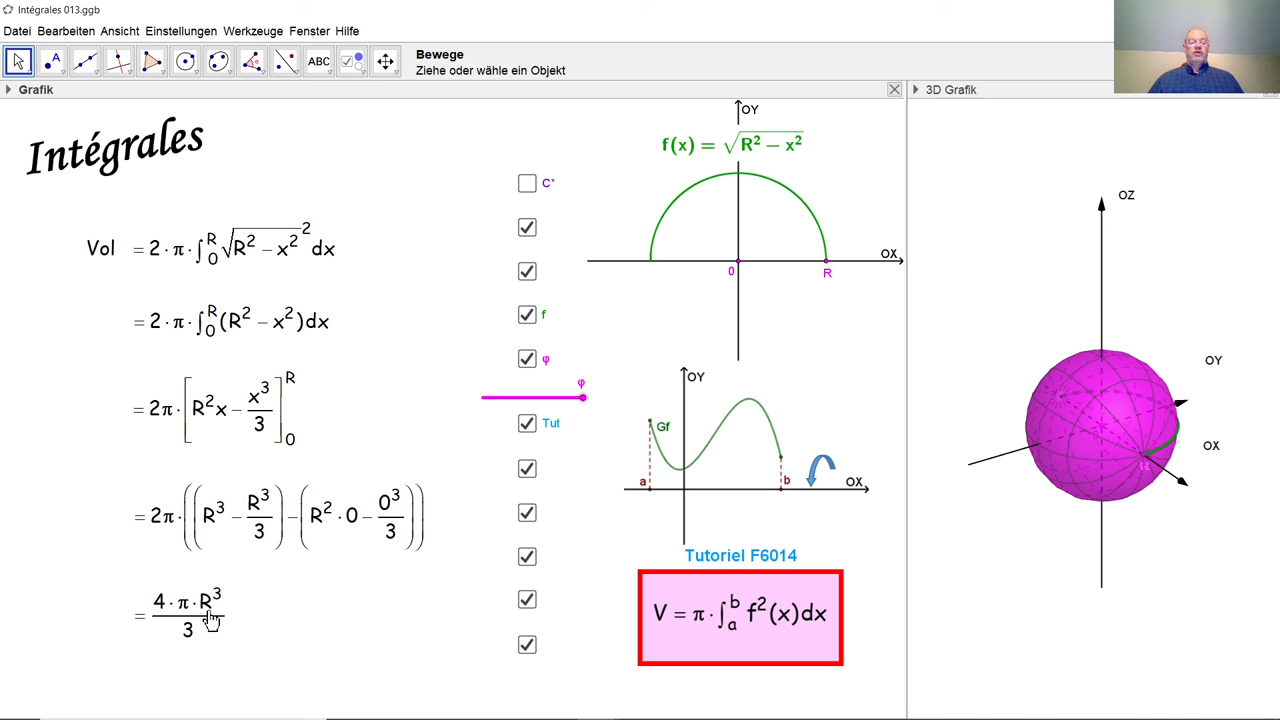 Intégrales 013.ggb
Datei Bearbeiten Ansicht Einstellungen Werkzeuge Fenster Hilfe
ABC
Bewege
Ziehe oder wähle ein Objekt
Grafik
3D Grafik
Intégrales
Vol = 2 · π · ∫₀ᴿ √(R² − x²)² dx
= 2 · π · ∫₀ᴿ (R² − x²)dx
= 2π · [R²x − x³/3]₀ᴿ
= 2π · ((R³ − R³/3) − (R² · 0 − 0³/3))
= 4 · π · R³/3
C*
f
φ
φ
Tut
OY
f(x) = √(R² − x²)
OX
0
R
OY
Gf
a
b
OX
Tutoriel F6014
V = π · ∫ₐᵇ f²(x)dx
OZ
OY
OX